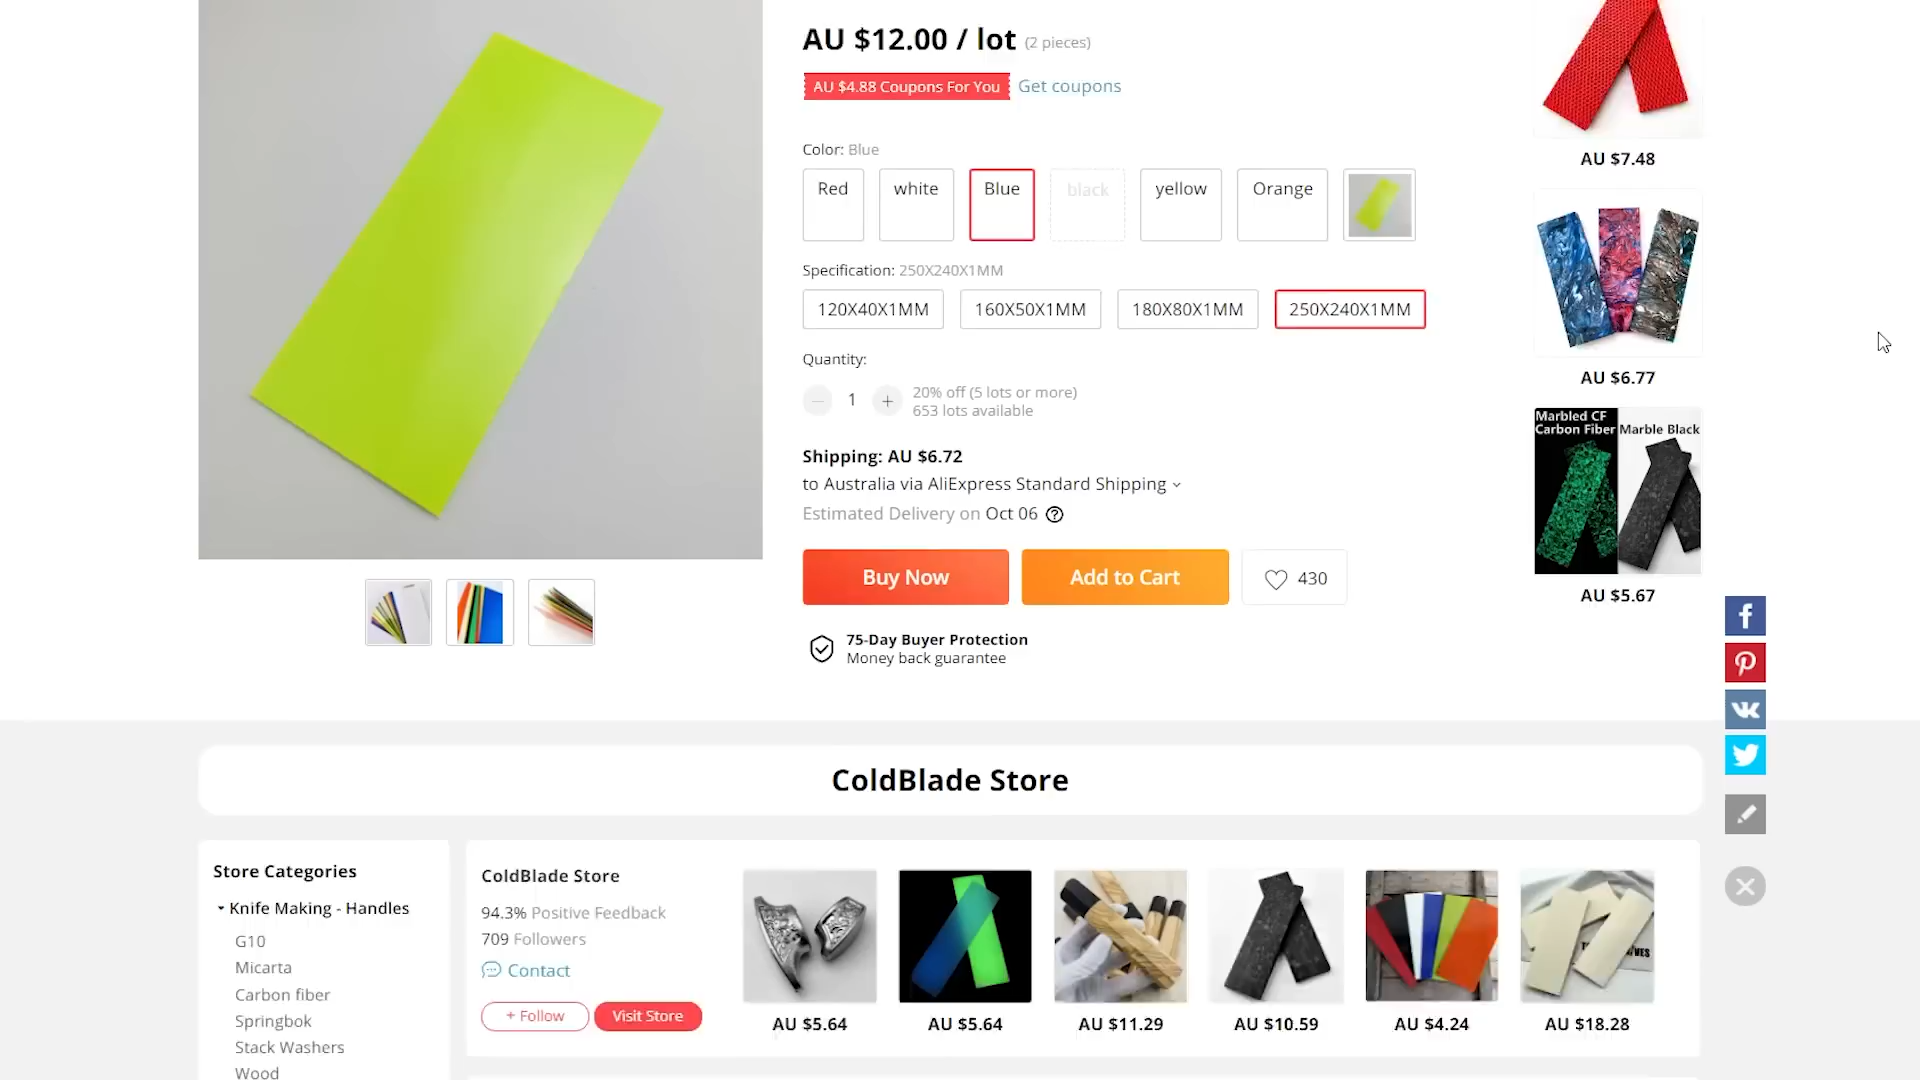 AU $12.00 / lot (2 pieces)
AU $4.88 Coupons For You Get coupons
Color: Blue
Red white Blue black yellow Orange
Specification: 250X240X1MM
120X40X1MM 160X50X1MM 180X80X1MM 250X240X1MM
Quantity:
1
20% off (5 lots or more)
653 lots available
Shipping: AU $6.72
to Australia via AliExpress Standard Shipping
Estimated Delivery on Oct 06
Buy Now Add to Cart 430
75-Day Buyer Protection
Money back guarantee
AU $7.48
AU $6.77
Marbled CF
Carbon Fiber Marble Black
AU $5.67
ColdBlade Store
Store Categories
Knife Making - Handles
G10
Micarta
Carbon fiber
Springbok
Stack Washers
Wood
ColdBlade Store
94.3% Positive Feedback
709 Followers
Contact
+ Follow Visit Store
AU $5.64 AU $5.64 AU $11.29 AU $10.59 AU $4.24 AU $18.28